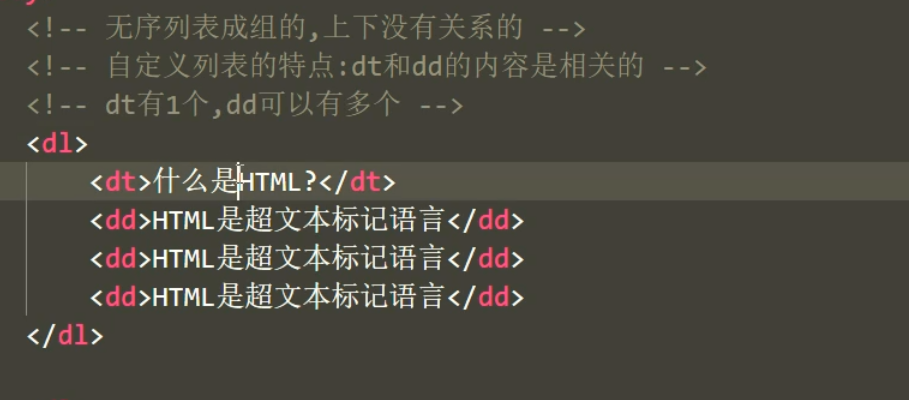 <!-- 无序列表成组的,上下没有关系的 -->
<!-- 自定义列表的特点:dt和dd的内容是相关的 -->
<!-- dt有1个,dd可以有多个 -->
<dl>
<dt>什么是HTML?</dt>
<dd>HTML是超文本标记语言</dd>
<dd>HTML是超文本标记语言</dd>
<dd>HTML是超文本标记语言</dd>
</dl>